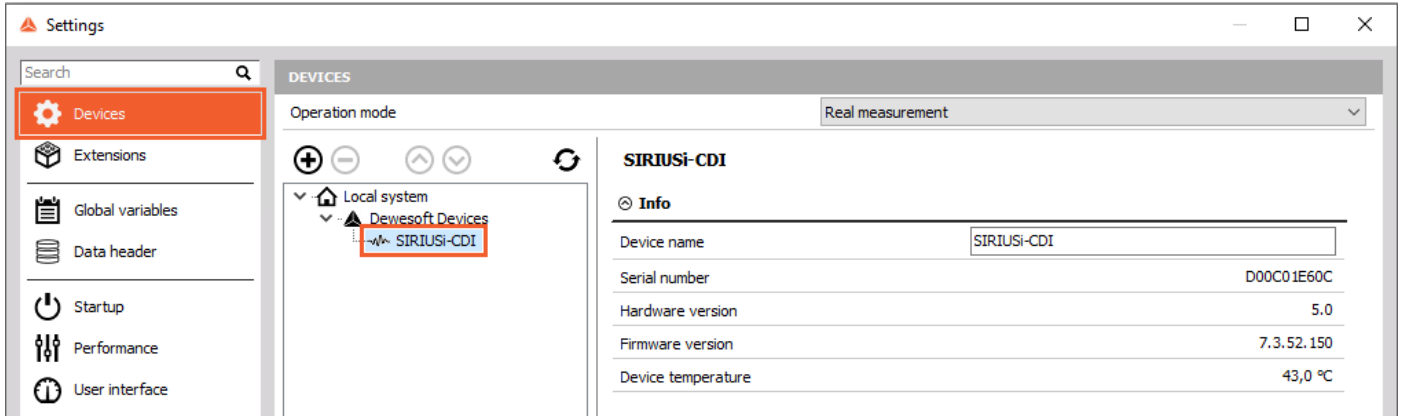 Settings
Search
DEVICES
Devices
Operation mode
Real measurement
Extensions
SIRIUSi-CDI
Local system
Info
Global variables
Dewesoft Devices
SIRIUSi-CDI
Device name
SIRIUSi-CDI
Data header
Serial number
D00C01E60C
Startup
Hardware version
5.0
Performance
Firmware version
7.3.52.150
User interface
Device temperature
43,0 °C